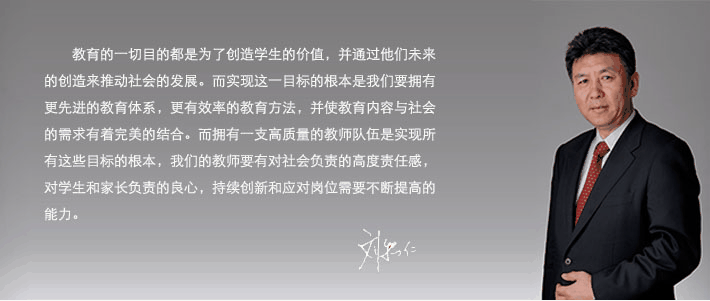 教育的一切目的都是为了创造学生的价值，并通过他们未来
的创造来推动社会的发展。而实现这一目标的根本是我们要拥有
更先进的教育体系，更有效率的教育方法，并使教育内容与社会
的需求有着完美的结合。而拥有一支高质量的教师队伍是实现所
有这些目标的根本，我们的教师要有对社会负责的高度责任感，
对学生和家长负责的良心，持续创新和应对岗位需要不断提高的
能力。
刘积仁